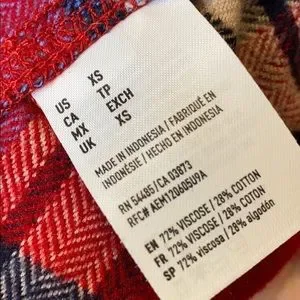 US XS
CA TP
MX EXCH
UK XS
MADE IN INDONESIA / FABRIQUÉ EN
INDONÉSIE / HECHO EN INDONESIA
RN 54485/CA 03873
RFC# AEM120A05U9A
EN 72% VISCOSE / 28% COTTON
FR 72% VISCOSE / 28% COTON
SP 72% viscosa / 28% algodón